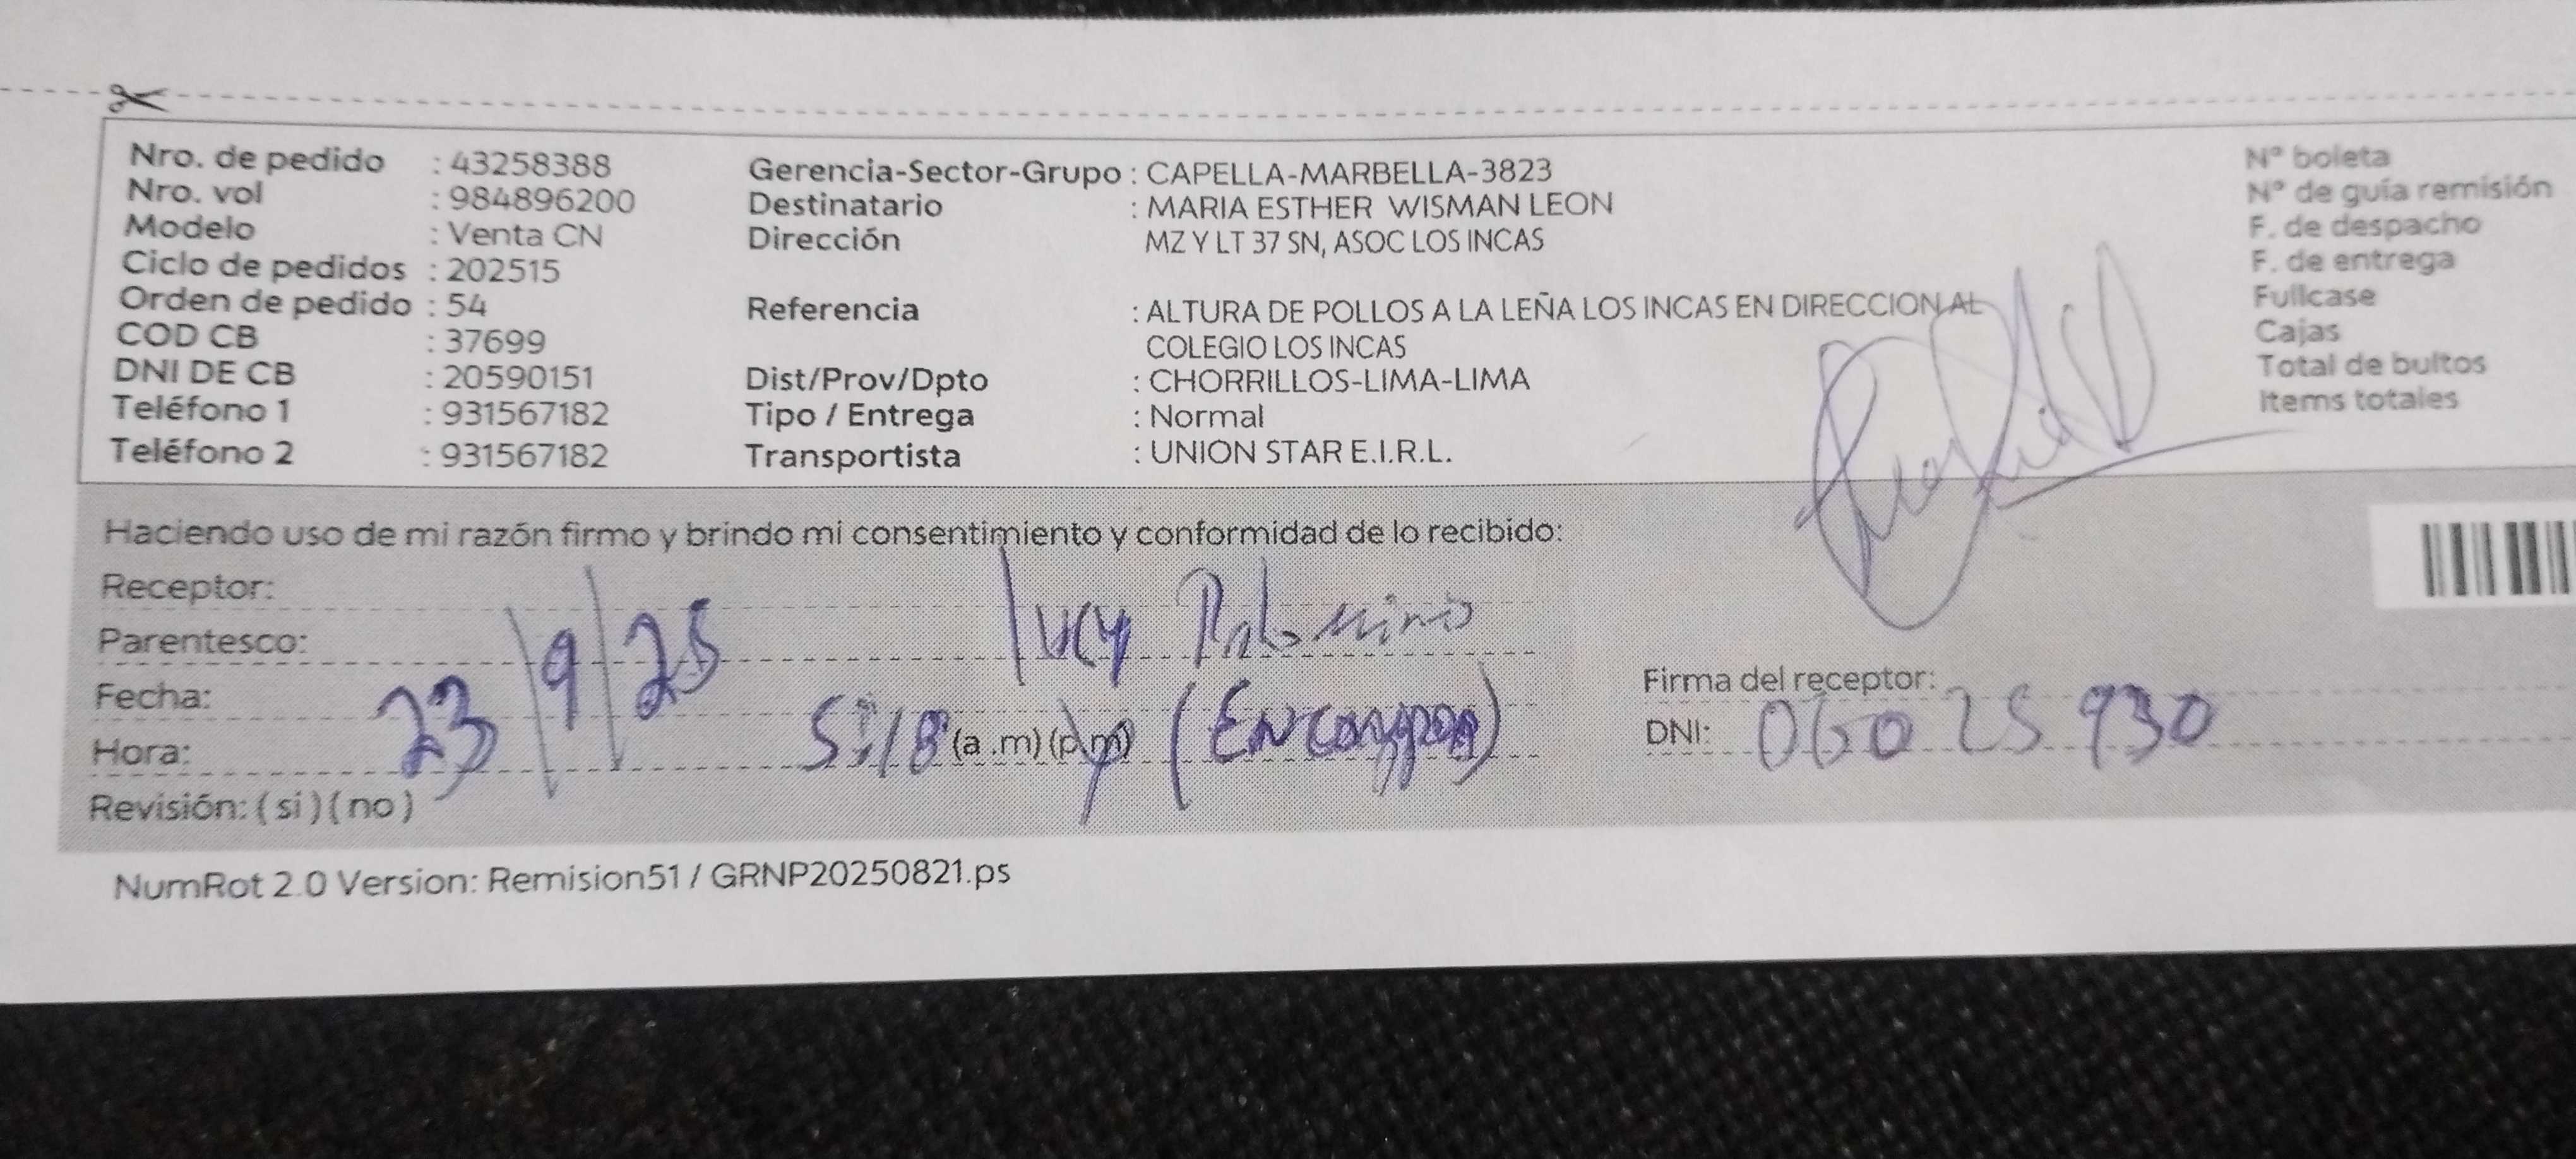 Nro. de pedido : 43258388
Nro. vol : 984896200
Modelo : Venta CN
Ciclo de pedidos : 202515
Orden de pedido : 54
COD CB : 37699
DNI DE CB : 20590151
Teléfono 1 : 931567182
Teléfono 2 : 931567182
Gerencia-Sector-Grupo : CAPELLA-MARBELLA-3823
Destinatario : MARIA ESTHER WISMAN LEON
Dirección MZ Y LT 37 SN, ASOC LOS INCAS
Referencia : ALTURA DE POLLOS A LA LEÑA LOS INCAS EN DIRECCION AL
COLEGIO LOS INCAS
Dist/Prov/Dpto : CHORRILLOS-LIMA-LIMA
Tipo / Entrega : Normal
Transportista : UNION STAR E.I.R.L.
N° boleta
N° de guía remisión
F. de despacho
F. de entrega
Fullcase
Cajas
Total de bultos
Items totales
Haciendo uso de mi razón firmo y brindo mi consentimiento y conformidad de lo recibido:
Receptor:
Parentesco: Lucy Palomino
Fecha: 23/9/25
Hora: 5:18 (a.m) (p.m)
Revisión: ( si ) ( no )
Firma del receptor:
DNI: 06025930
NumRot 2.0 Version: Remision51 / GRNP20250821.ps